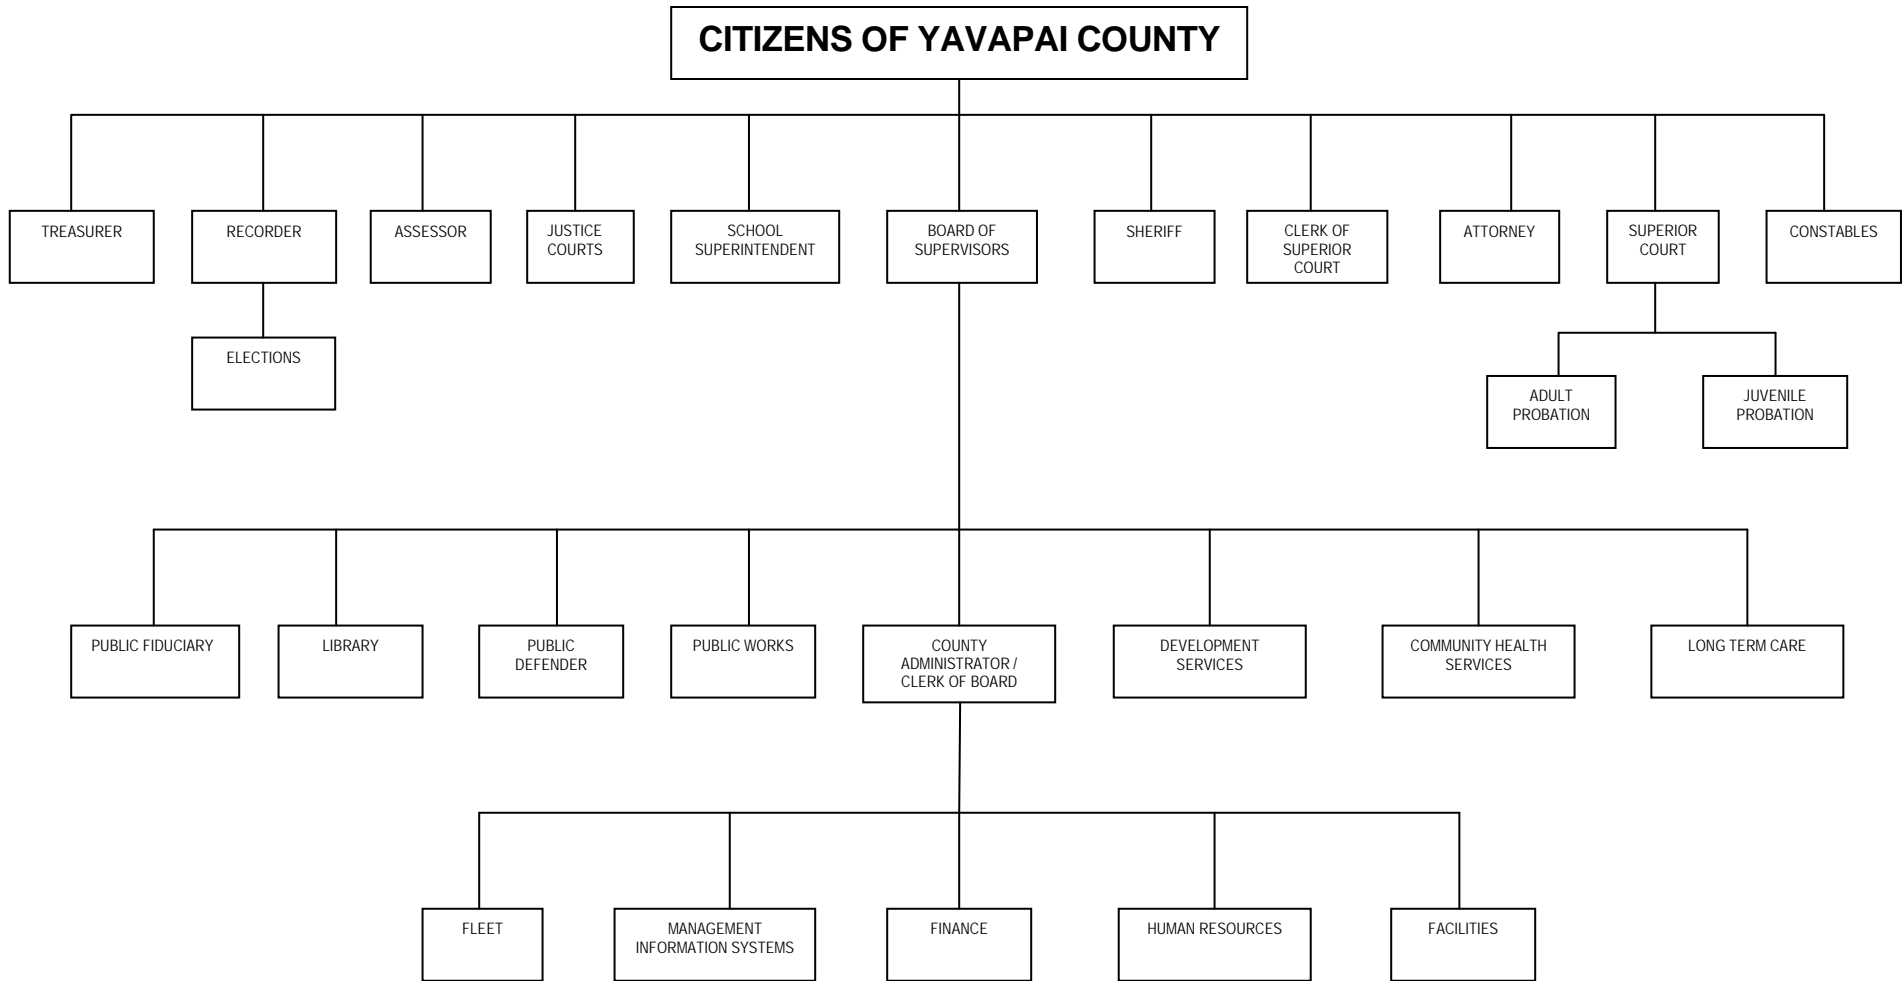 CITIZENS OF YAVAPAI COUNTY
TREASURER
RECORDER
ASSESSOR
JUSTICE
COURTS
SCHOOL
SUPERINTENDENT
BOARD OF
SUPERVISORS
SHERIFF
CLERK OF
SUPERIOR
COURT
ATTORNEY
SUPERIOR
COURT
CONSTABLES
ELECTIONS
ADULT
PROBATION
JUVENILE
PROBATION
PUBLIC FIDUCIARY
LIBRARY
PUBLIC
DEFENDER
PUBLIC WORKS
COUNTY
ADMINISTRATOR /
CLERK OF BOARD
DEVELOPMENT
SERVICES
COMMUNITY HEALTH
SERVICES
LONG TERM CARE
FLEET
MANAGEMENT
INFORMATION SYSTEMS
FINANCE
HUMAN RESOURCES
FACILITIES